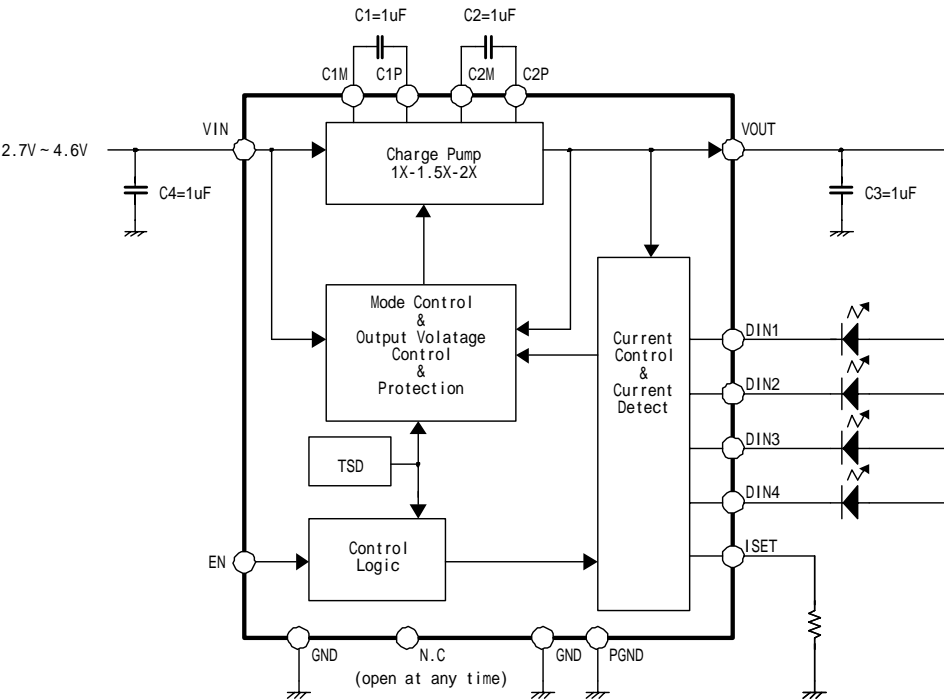 C1=1uF
C2=1uF
C1M
C1P
C2M
C2P
VIN
VOUT
2.7V ~ 4.6V
Charge Pump
1X-1.5X-2X
C4=1uF
C3=1uF
Mode Control
&
Output Volatage
Control
&
Protection
Current
Control
&
Current
Detect
DIN1
DIN2
DIN3
DIN4
TSD
EN
Control
Logic
ISET
GND
N.C
(open at any time)
GND
PGND